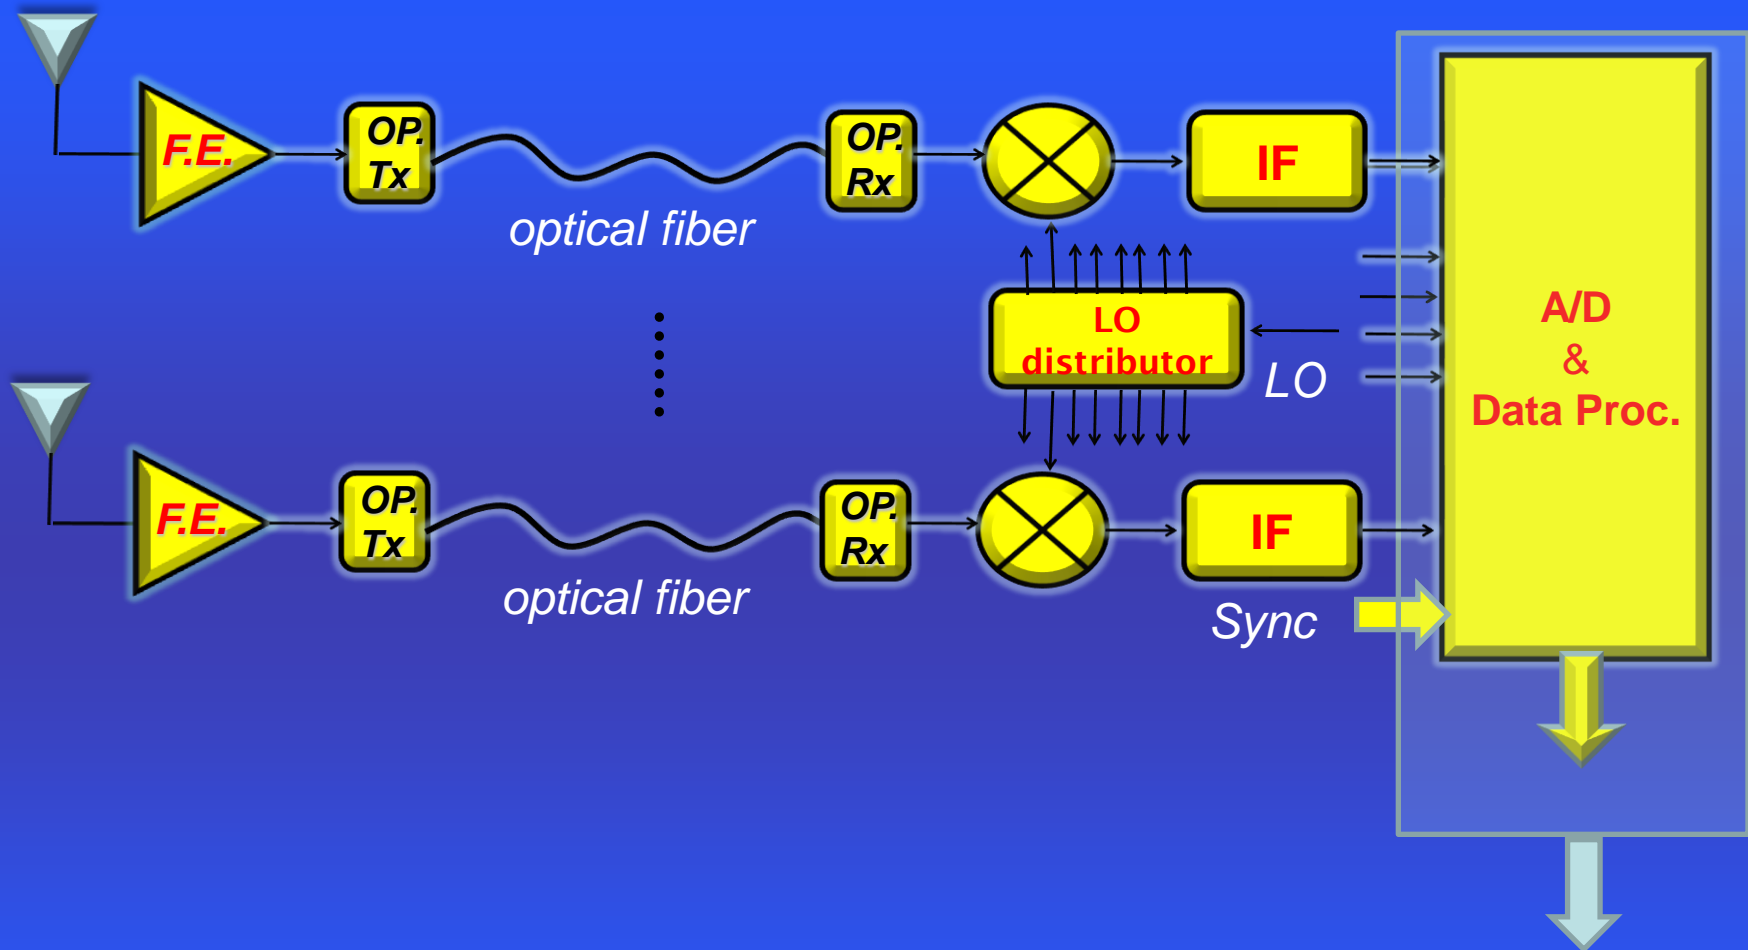 F.E.
OP.
Tx
optical fiber
OP.
Rx
IF
LO
distributor
LO
A/D
&
Data Proc.
F.E.
OP.
Tx
optical fiber
OP.
Rx
IF
Sync